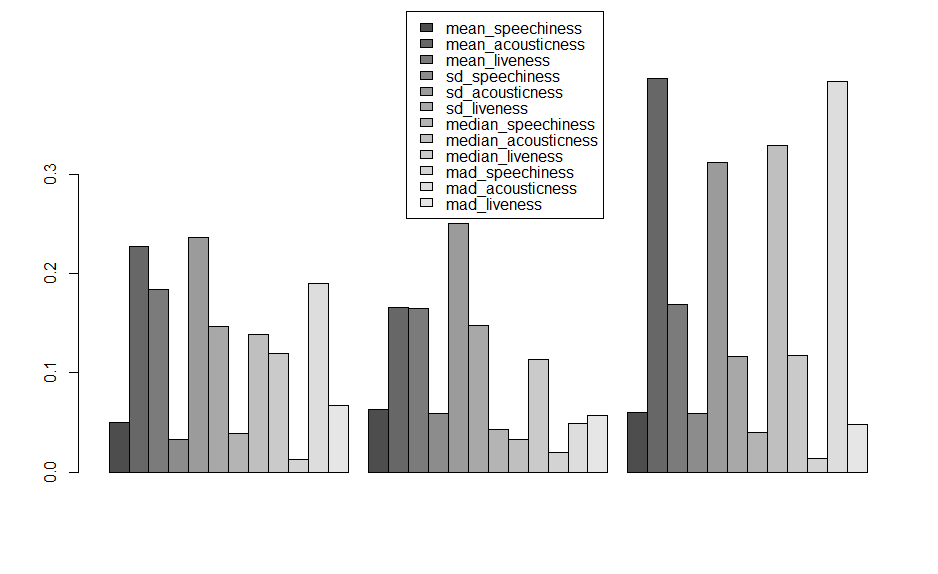 mean_speechiness
mean_acousticness
mean_liveness
sd_speechiness
sd_acousticness
sd_liveness
median_speechiness
median_acousticness
median_liveness
mad_speechiness
mad_acousticness
mad_liveness
0.3
0.2
0.1
0.0